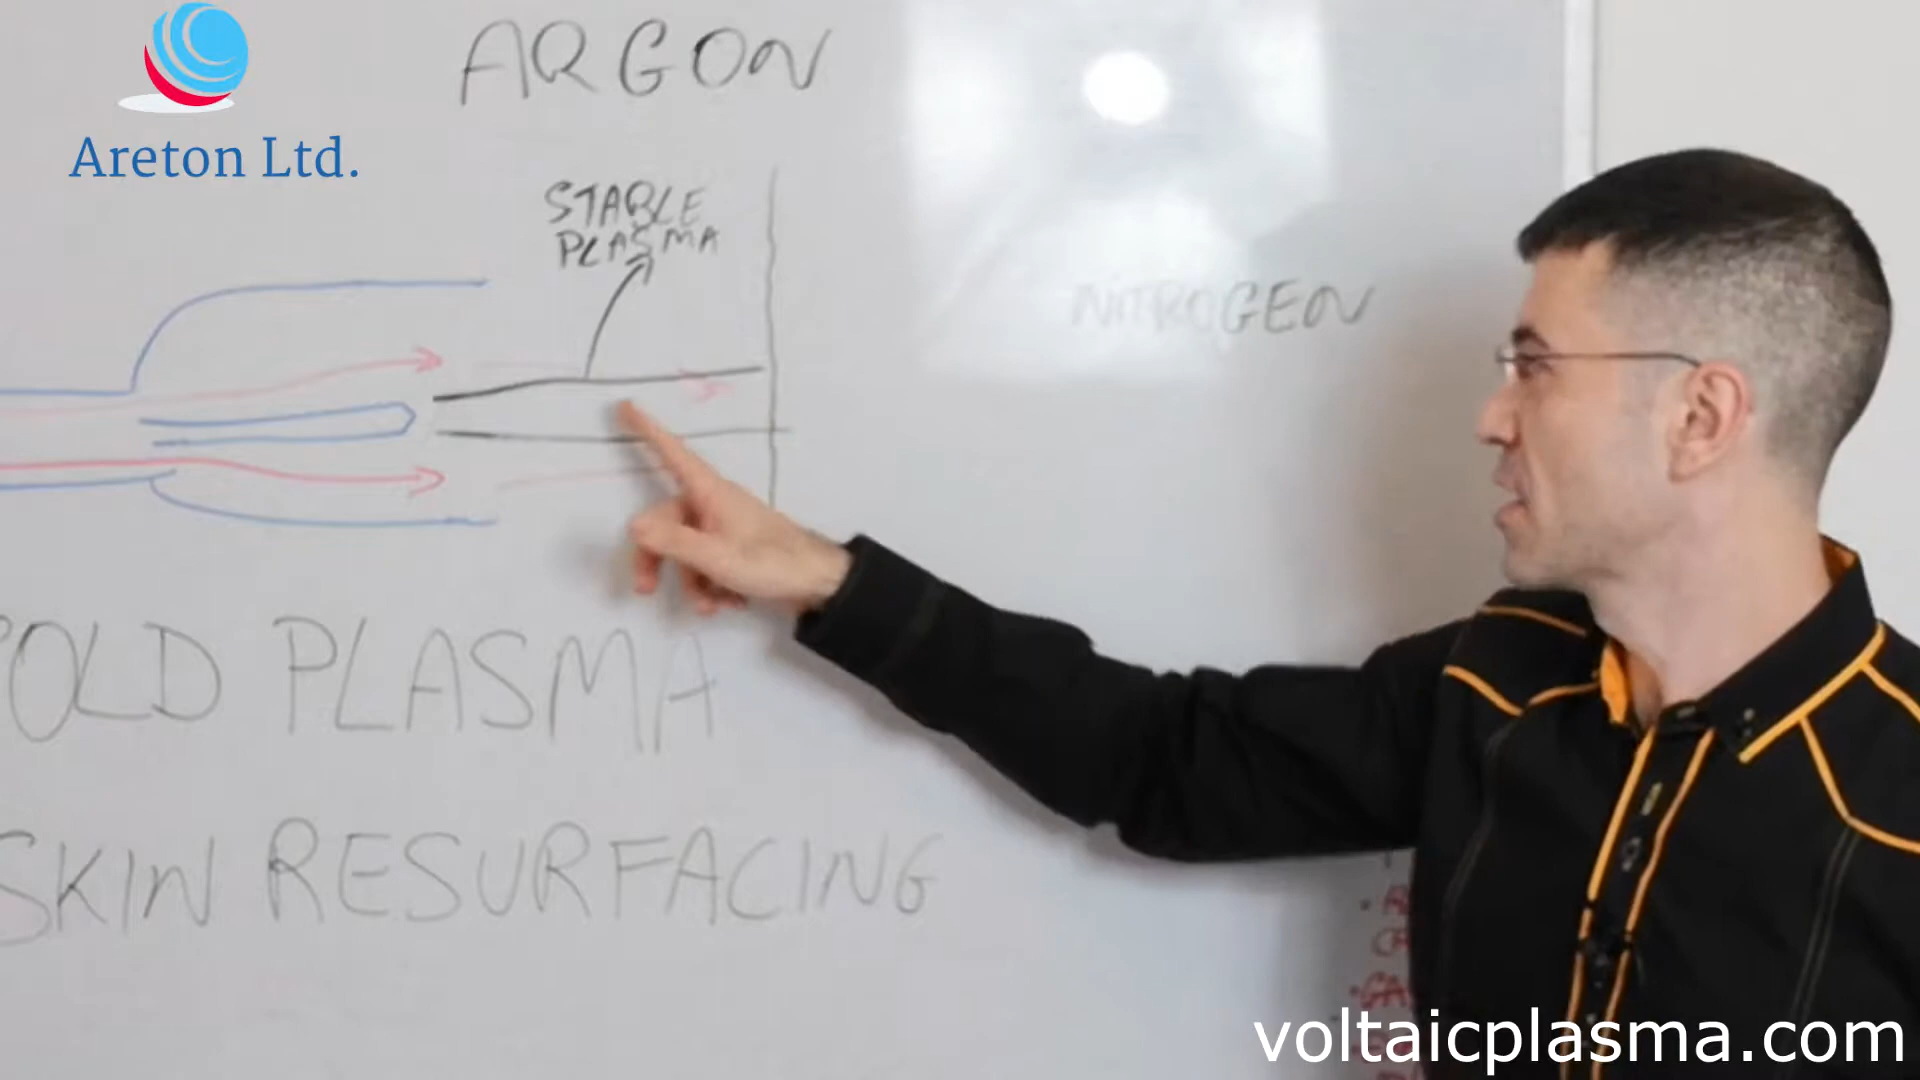 ARGON
Areton Ltd.
STABLE
PLASMA
NITROGEN
OLD PLASMA
SKIN RESURFACING
voltaicplasma.com